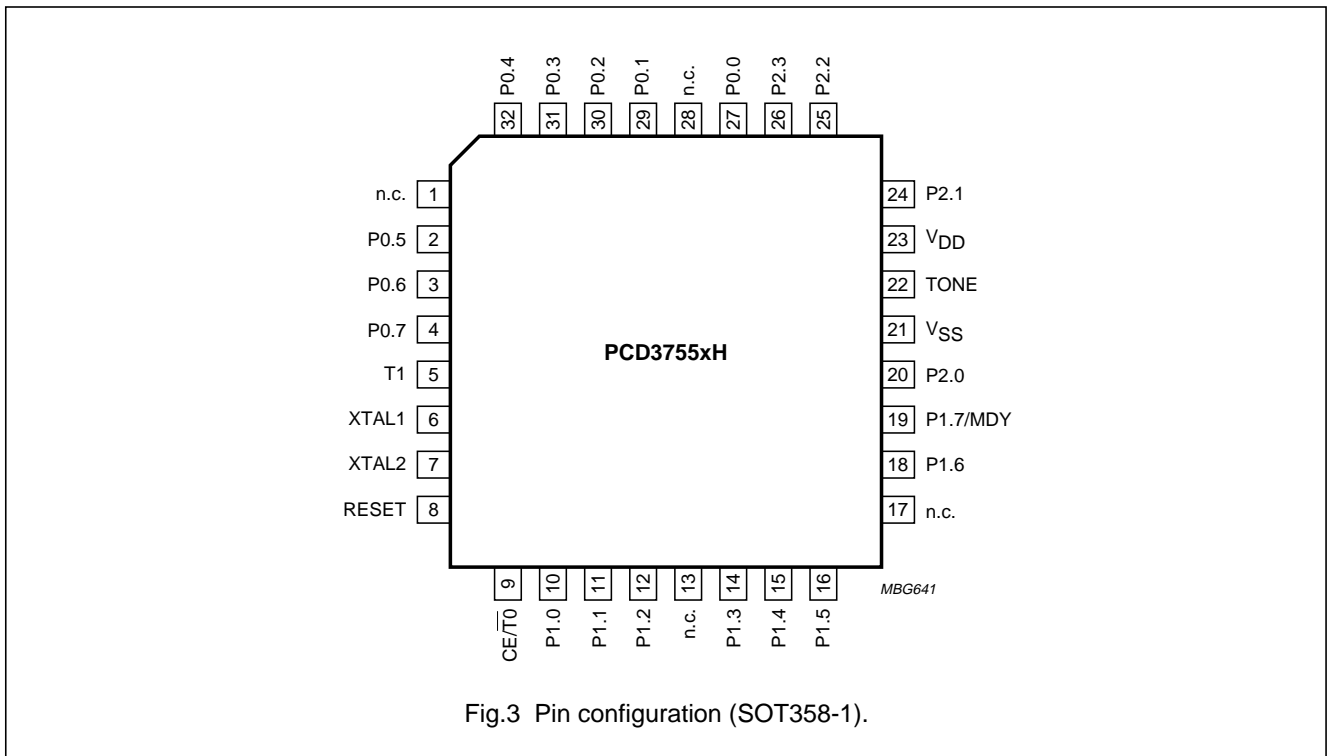 P0.4 P0.3 P0.2 P0.1 n.c. P0.0 P2.3 P2.2
32 31 30 29 28 27 26 25
n.c. 1 24 P2.1
P0.5 2 23 VDD
P0.6 3 22 TONE
P0.7 4 21 VSS
PCD3755xH
T1 5 20 P2.0
XTAL1 6 19 P1.7/MDY
XTAL2 7 18 P1.6
RESET 8 17 n.c.
9 10 11 12 13 14 15 16
CE/T̅0̅ P1.0 P1.1 P1.2 n.c. P1.3 P1.4 P1.5
MBG641
Fig.3 Pin configuration (SOT358-1).